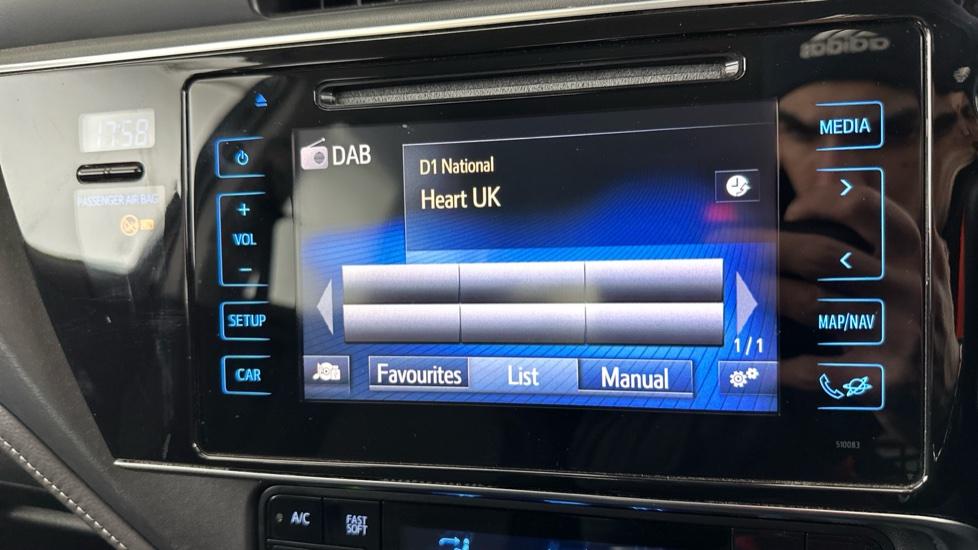 17:58
PASSENGER AIR BAG
DAB
D1 National
Heart UK
MEDIA
+
VOL
-
SETUP
CAR
>
<
MAP/NAV
1 / 1
Favourites
List
Manual
510083
A/C
FAST
SOFT